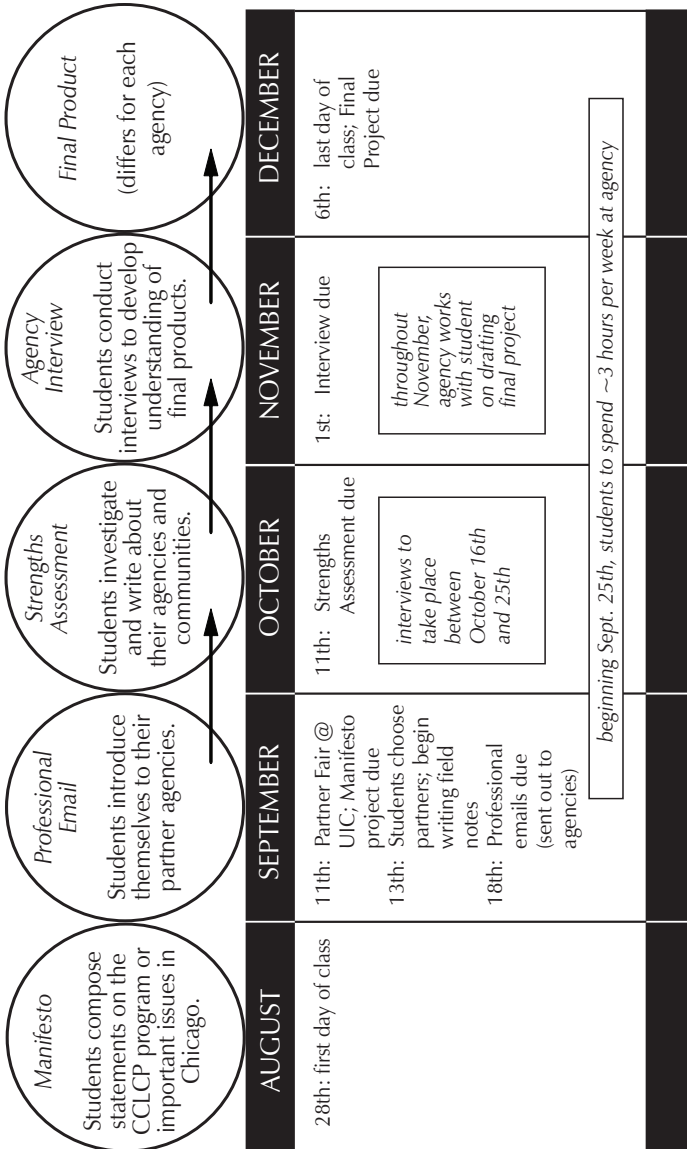 Manifesto
Students compose
statements on the
CCLCP program or
important issues in
Chicago.
Professional
Email
Students introduce
themselves to their
partner agencies.
Strengths
Assessment
Students investigate
and write about
their agencies and
communities.
Agency
Interview
Students conduct
interviews to develop
understanding of
final products.
Final Product
(differs for each
agency)
AUGUST
28th: first day of class
SEPTEMBER
11th: Partner Fair @
UIC; Manifesto
project due
13th: Students choose
partners; begin
writing field
notes
18th: Professional
emails due
(sent out to
agencies)
OCTOBER
11th: Strengths
Assessment due
interviews to
take place
between
October 16th
and 25th
NOVEMBER
1st: Interview due
throughout
November,
agency works
with student
on drafting
final project
DECEMBER
6th: last day of
class; Final
Project due
beginning Sept. 25th, students to spend ~3 hours per week at agency